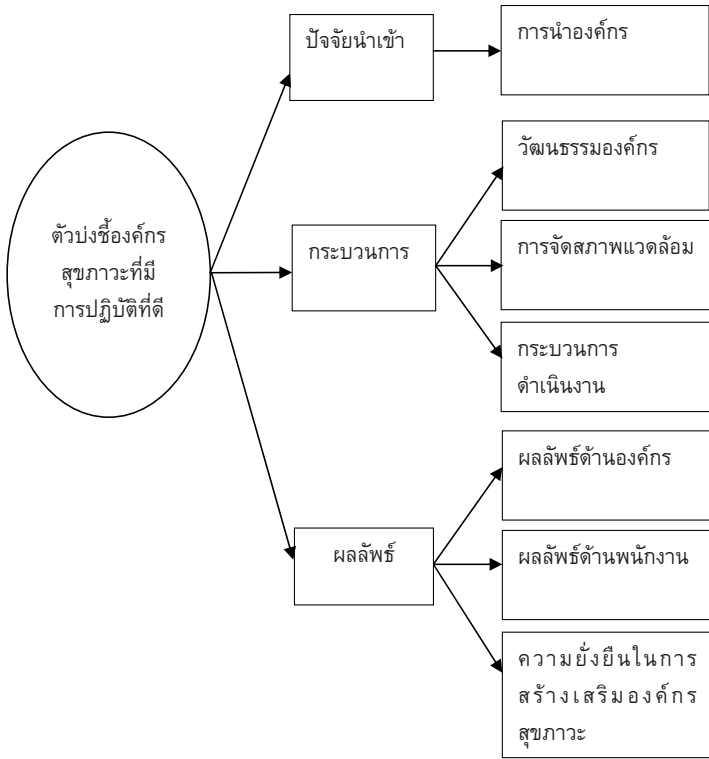 ปัจจัยนำเข้า
การนำองค์กร
วัฒนธรรมองค์กร
ตัวบ่งชี้องค์กร
สุขภาวะที่มี
การปฏิบัติที่ดี
กระบวนการ
การจัดสภาพแวดล้อม
กระบวนการ
ดำเนินงาน
ผลลัพธ์ด้านองค์กร
ผลลัพธ์
ผลลัพธ์ด้านพนักงาน
ความยั่งยืนในการ
สร้างเสริมองค์กร
สุขภาวะ